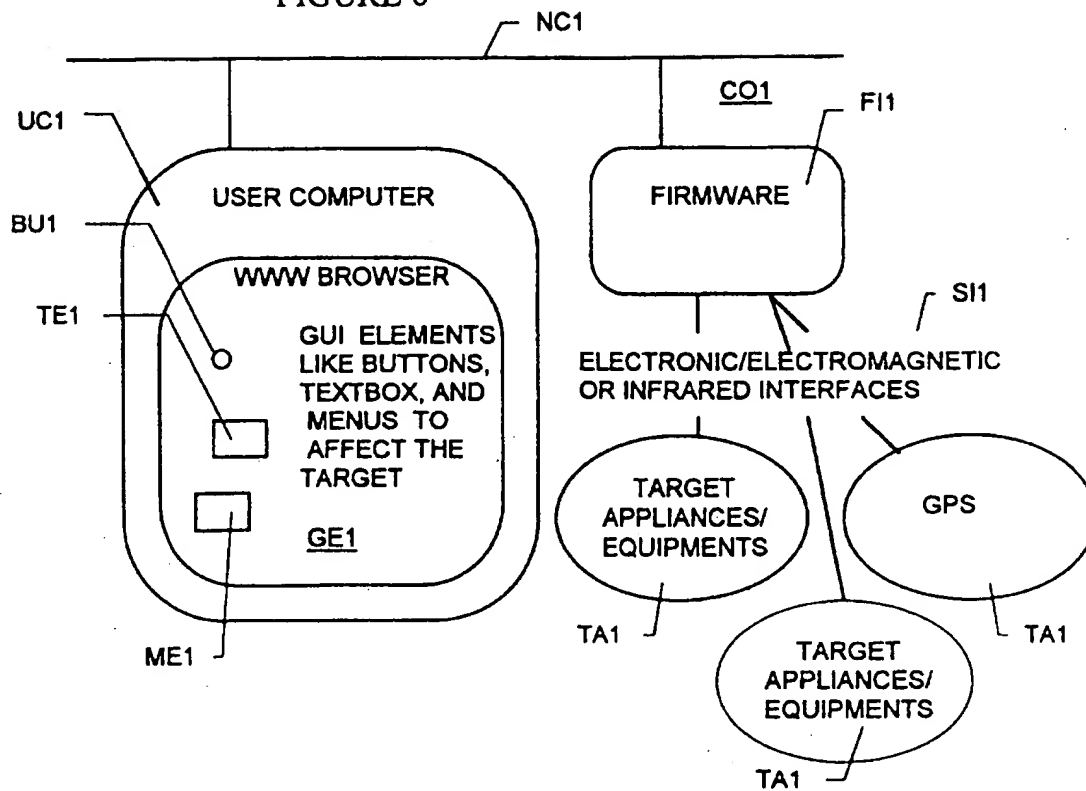 NC1
CO1
FI1
UC1
USER COMPUTER
FIRMWARE
BU1
WWW BROWSER
TE1
SI1
GUI ELEMENTS
LIKE BUTTONS,
TEXTBOX, AND
MENUS TO
AFFECT THE
TARGET
ELECTRONIC/ELECTROMAGNETIC
OR INFRARED INTERFACES
GE1
TARGET
APPLIANCES/
EQUIPMENTS
GPS
ME1
TA1
TA1
TARGET
APPLIANCES/
EQUIPMENTS
TA1